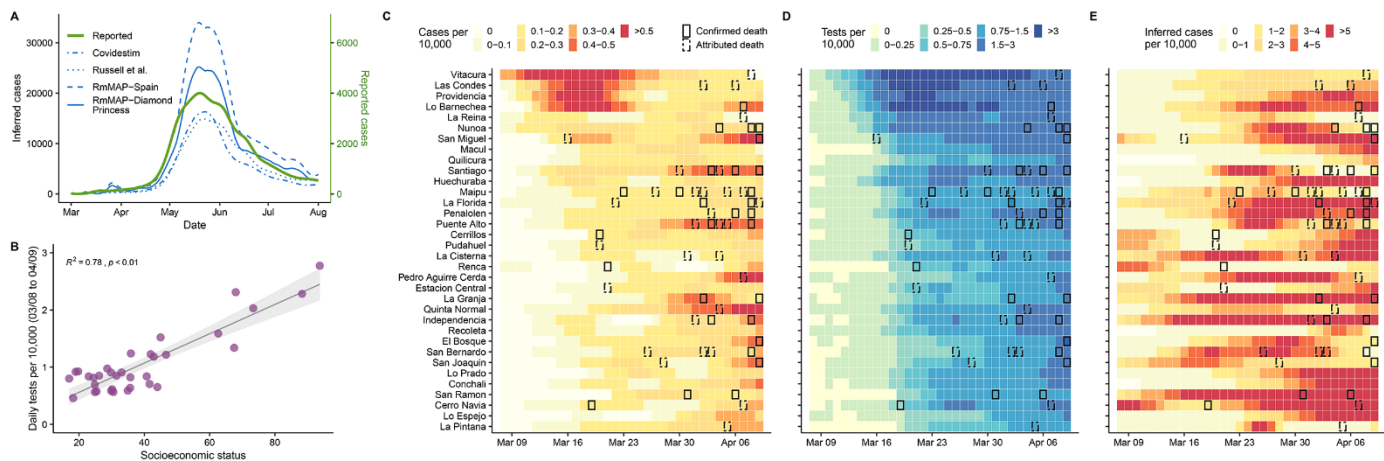 A
30000
20000
10000
0
Inferred cases
6000
4000
2000
0
Reported cases
Reported
Covidestim
Russell et al.
RmMAP−Spain
RmMAP−Diamond
Princess
Mar
Apr
May
Jun
Jul
Aug
Date
B
R² = 0.78 , p < 0.01
3
2
1
0
Daily tests per 10,000 (03/08 to 04/09)
20
40
60
80
Socioeconomic status
C
Cases per
10,000
0
0−0.1
0.1−0.2
0.2−0.3
0.3−0.4
0.4−0.5
>0.5
Confirmed death
Attributed death
Vitacura
Las Condes
Providencia
Lo Barnechea
La Reina
Nunoa
San Miguel
Macul
Quilicura
Santiago
Huechuraba
Maipu
La Florida
Penalolen
Puente Alto
Cerrillos
Pudahuel
La Cisterna
Renca
Pedro Aguirre Cerda
Estacion Central
La Granja
Quinta Normal
Independencia
Recoleta
El Bosque
San Bernardo
San Joaquin
Lo Prado
Conchali
San Ramon
Cerro Navia
Lo Espejo
La Pintana
Mar 09
Mar 16
Mar 23
Mar 30
Apr 06
D
Tests per
10,000
0
0−0.25
0.25−0.5
0.5−0.75
0.75−1.5
1.5−3
>3
Mar 09
Mar 16
Mar 23
Mar 30
Apr 06
E
Inferred cases
per 10,000
0
0−1
1−2
2−3
3−4
4−5
>5
Mar 09
Mar 16
Mar 23
Mar 30
Apr 06